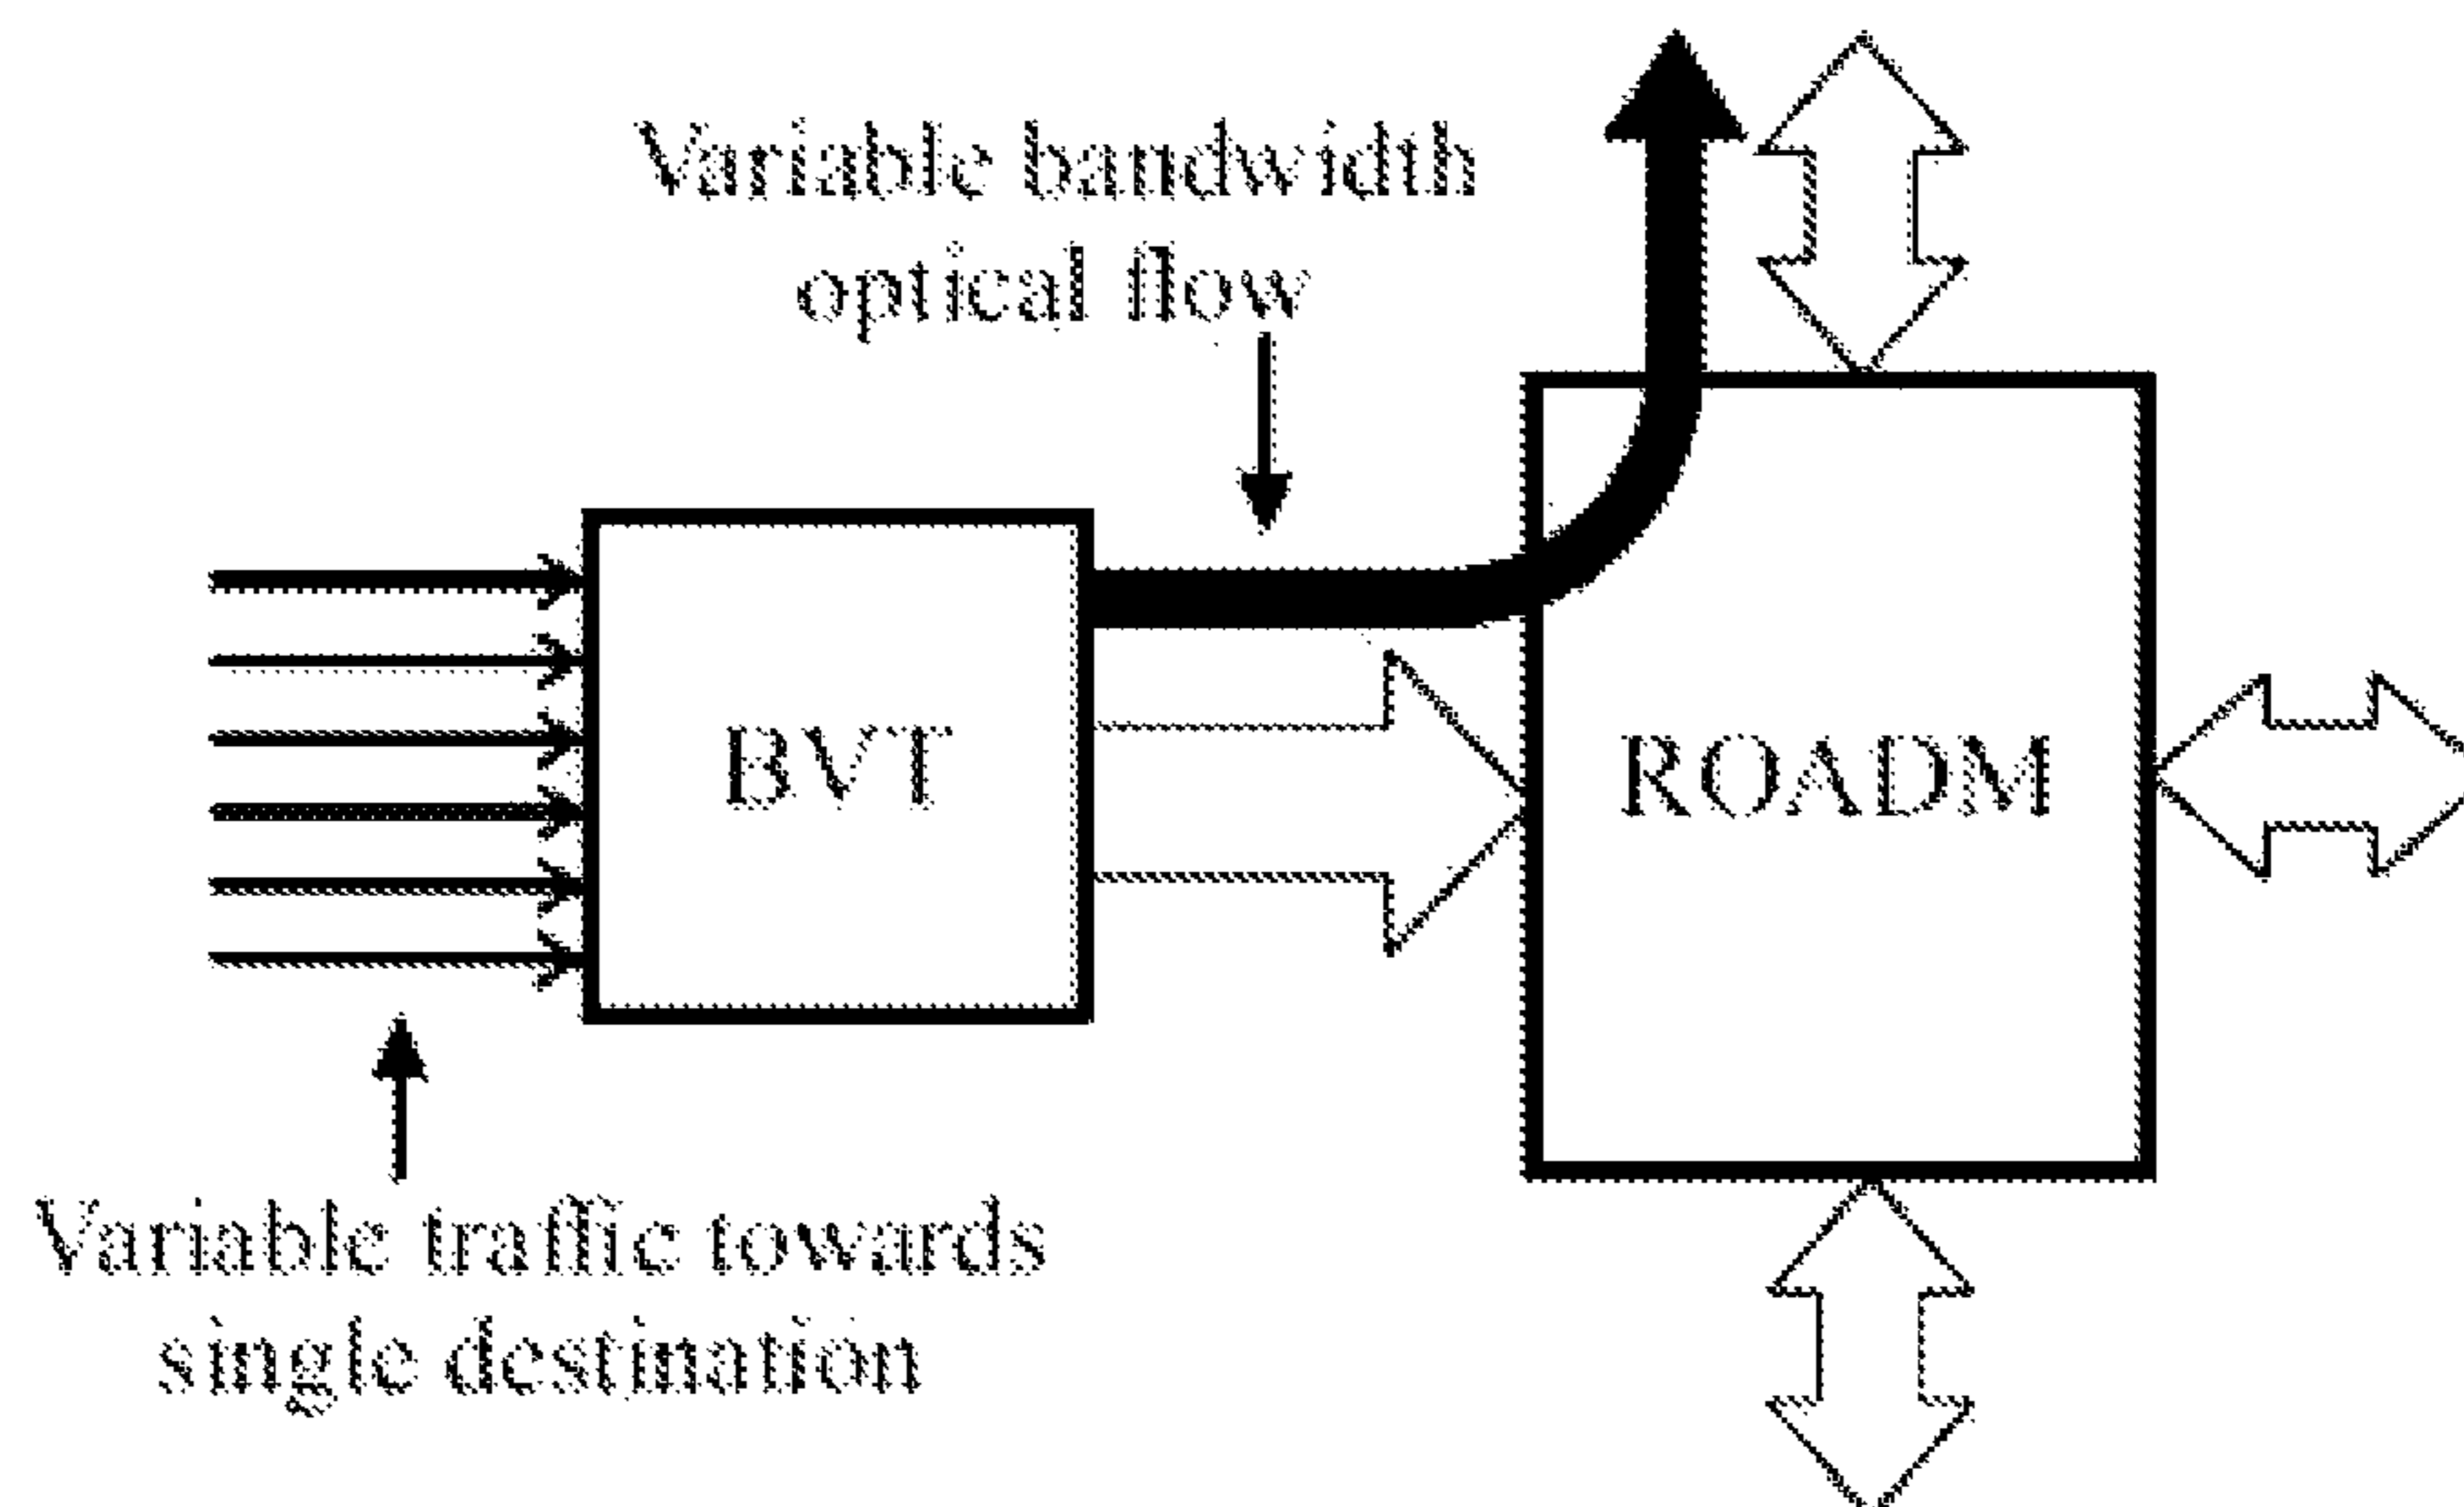 Variable bandwidth
optical flow
BVT
ROADM
Variable traffic towards
single destination